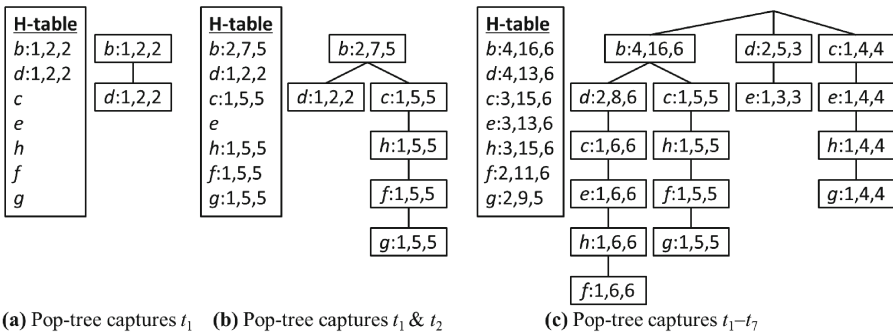 H-table
b:1,2,2
d:1,2,2
c
e
h
f
g
b:1,2,2
d:1,2,2
(a) Pop-tree captures t1
H-table
b:2,7,5
d:1,2,2
c:1,5,5
e
h:1,5,5
f:1,5,5
g:1,5,5
b:2,7,5
d:1,2,2 c:1,5,5
h:1,5,5
f:1,5,5
g:1,5,5
(b) Pop-tree captures t1 & t2
H-table
b:4,16,6
d:4,13,6
c:3,15,6
e:3,13,6
h:3,15,6
f:2,11,6
g:2,9,5
b:4,16,6 d:2,5,3 c:1,4,4
d:2,8,6 c:1,5,5 e:1,3,3 e:1,4,4
c:1,6,6 h:1,5,5 h:1,4,4
e:1,6,6 f:1,5,5 g:1,4,4
h:1,6,6 g:1,5,5
f:1,6,6
(c) Pop-tree captures t1–t7